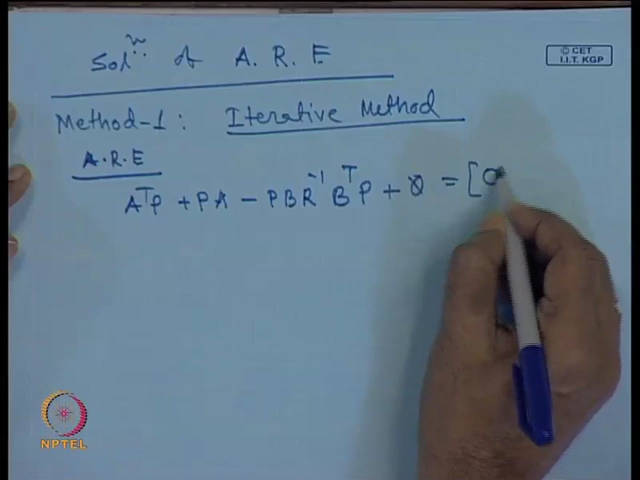 Solⁿ of A. R. E
© CET
I.I.T. KGP
Method-1: Iterative Method
A.R.E
AᵀP + PA - PBR⁻¹BᵀP + Q = [0
NPTEL